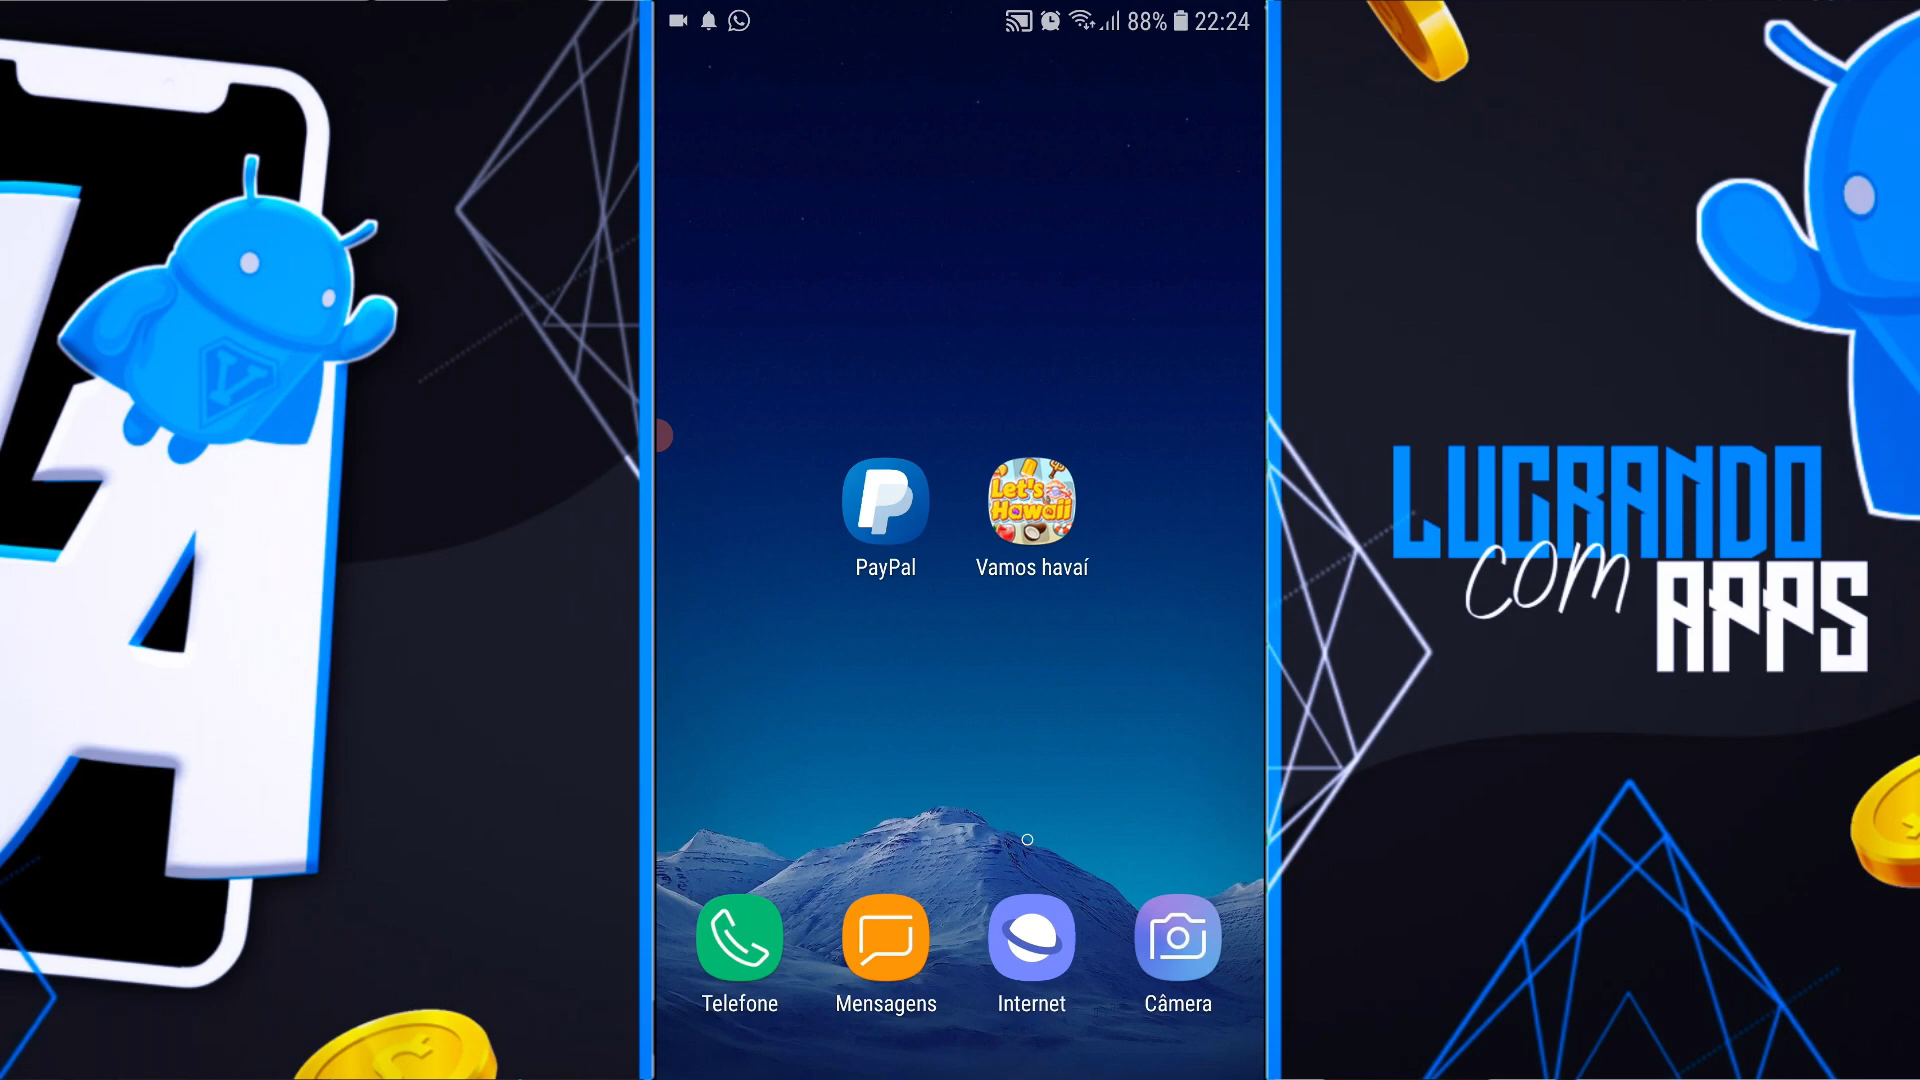 88% 22:24
V
A
LUCRANDO
com
APPS
Let's
Hawaii
PayPal
Vamos havaí
Telefone
Mensagens
Internet
Câmera